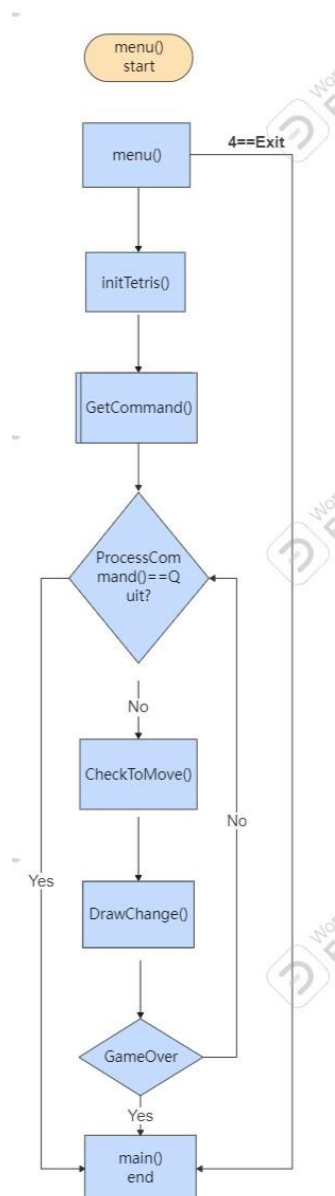 menu()
start
menu()
4==Exit
initTetris()
GetCommand()
ProcessCom
mand()==Q
uit?
No
CheckToMove()
No
Yes
DrawChange()
GameOver
Yes
main()
end